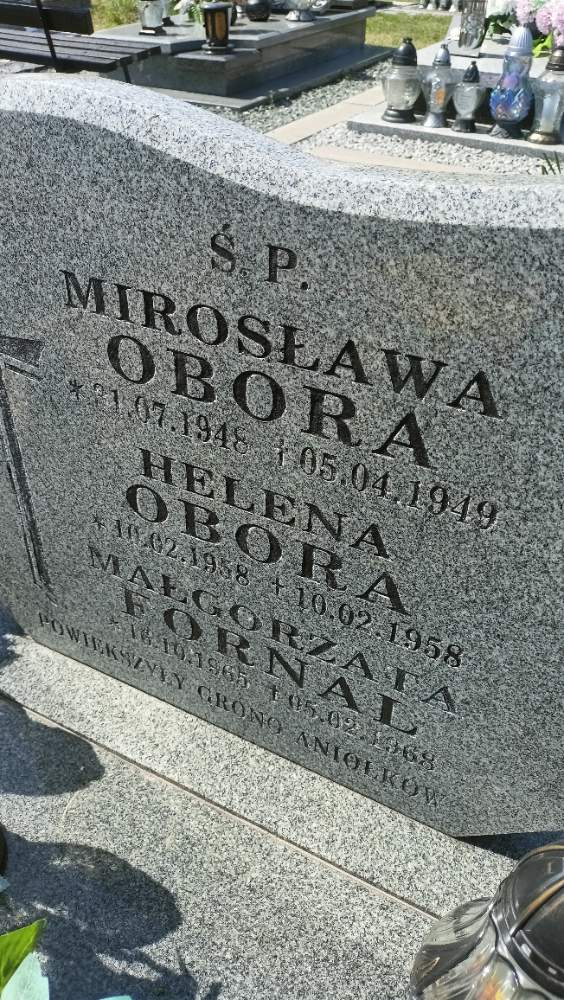 Ś. P.
MIROSŁAWA
OBORA
* 21.07.1948 † 05.04.1949
HELENA
OBORA
* 10.02.1958 † 10.02.1958
MAŁGORZATA
FORNAL
* 16.10.1965 † 05.02.1968
POWIĘKSZYŁY GRONO ANIOŁKÓW